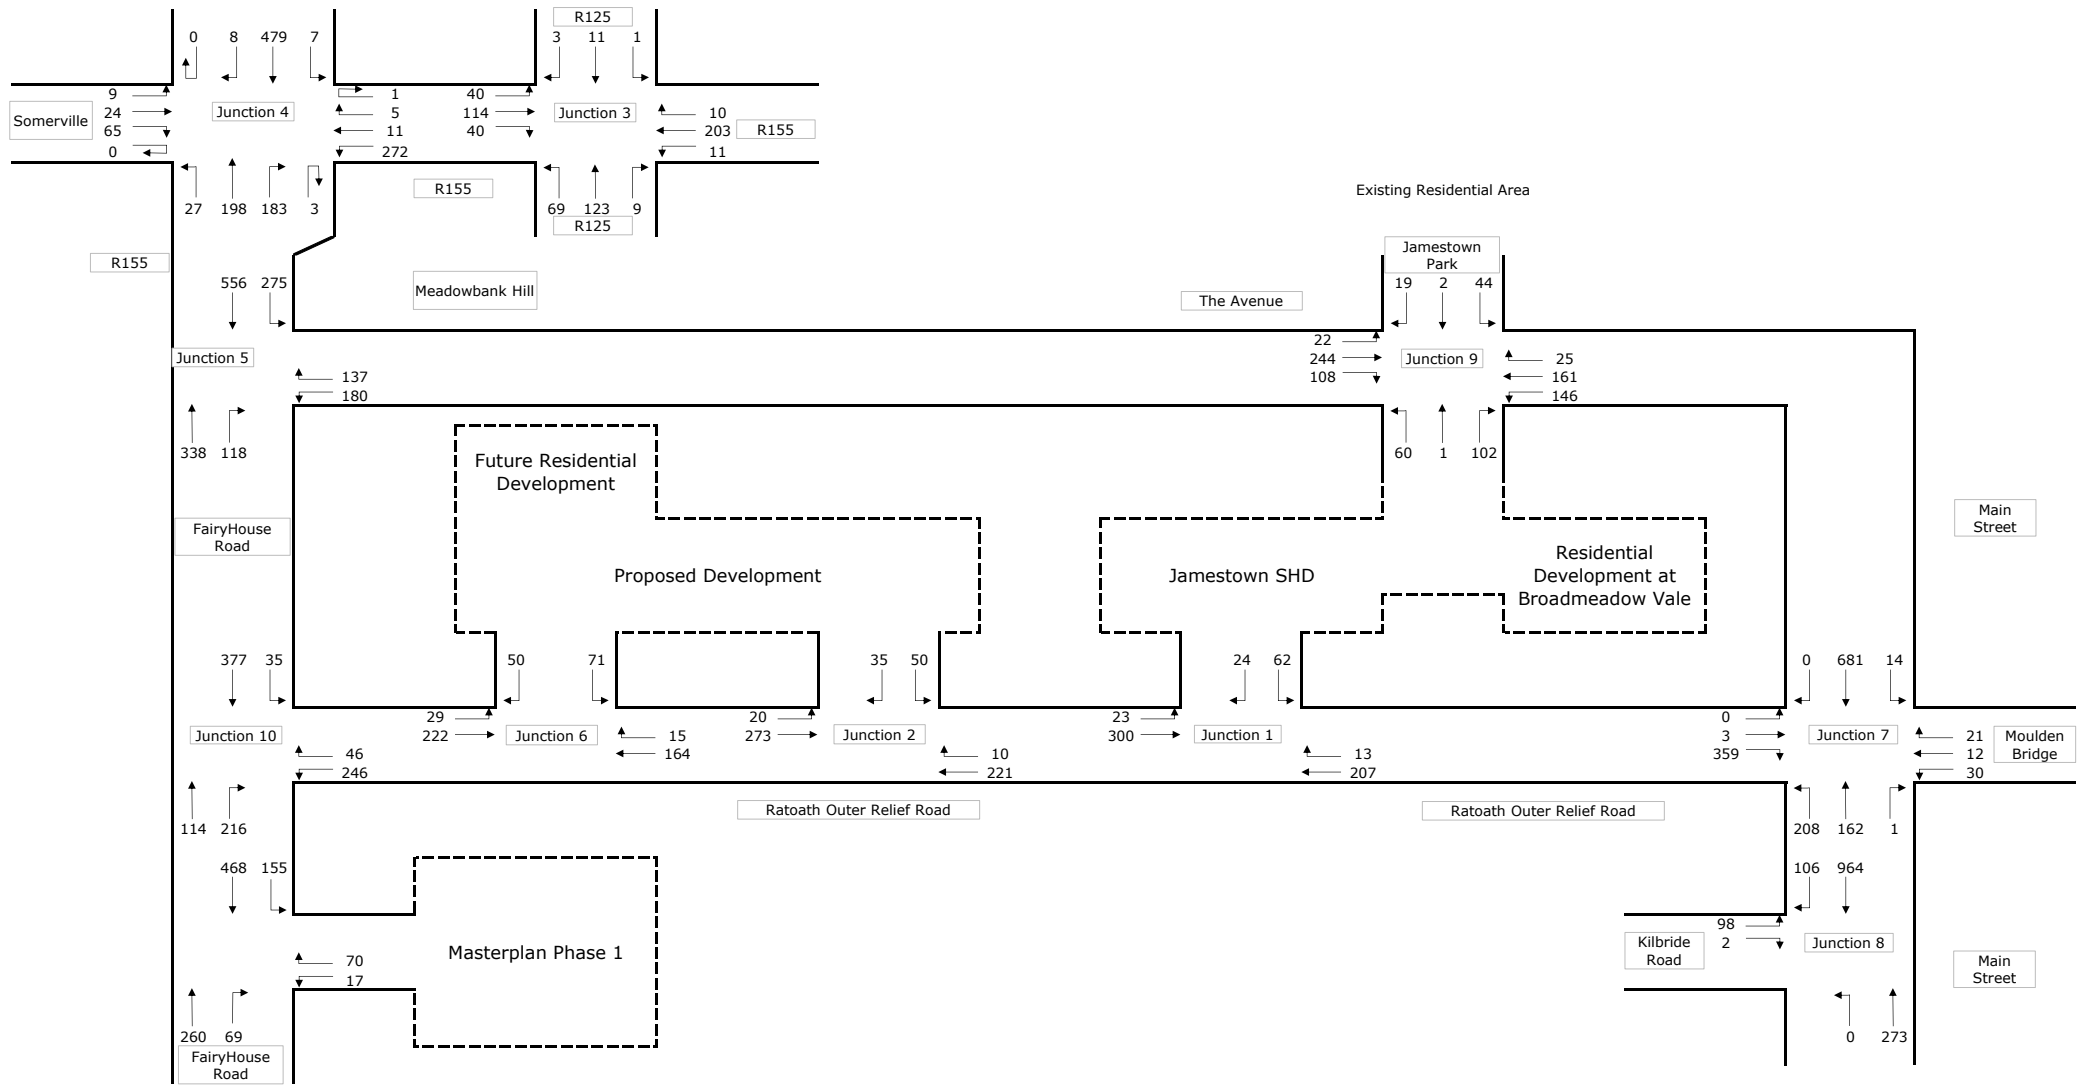 R125
0 8 479 7
3 11 1
9
24
65
0
Somerville
Junction 4
1
5
11
272
40
114
40
Junction 3
10
203
11
R155
27 198 183 3
R155
69 123 9
R125
Existing Residential Area
R155
556 275
Meadowbank Hill
The Avenue
Jamestown
Park
19 2 44
Junction 5
22
244
108
Junction 9
25
161
146
137
180
338 118
60 1 102
Future Residential
Development
FairyHouse
Road
Main
Street
Proposed Development
Jamestown SHD
Residential
Development at
Broadmeadow Vale
377 35
50 71
35 50
24 62
0 681 14
Junction 10
46
246
29
222
Junction 6
15
164
20
273
Junction 2
10
221
23
300
Junction 1
13
207
0
3
359
Junction 7
21
12
30
Moulden
Bridge
Ratoath Outer Relief Road
Ratoath Outer Relief Road
114 216
208 162 1
468 155
106 964
Masterplan Phase 1
70
17
98
2
Kilbride
Road
Junction 8
Main
Street
260 69
0 273
FairyHouse
Road